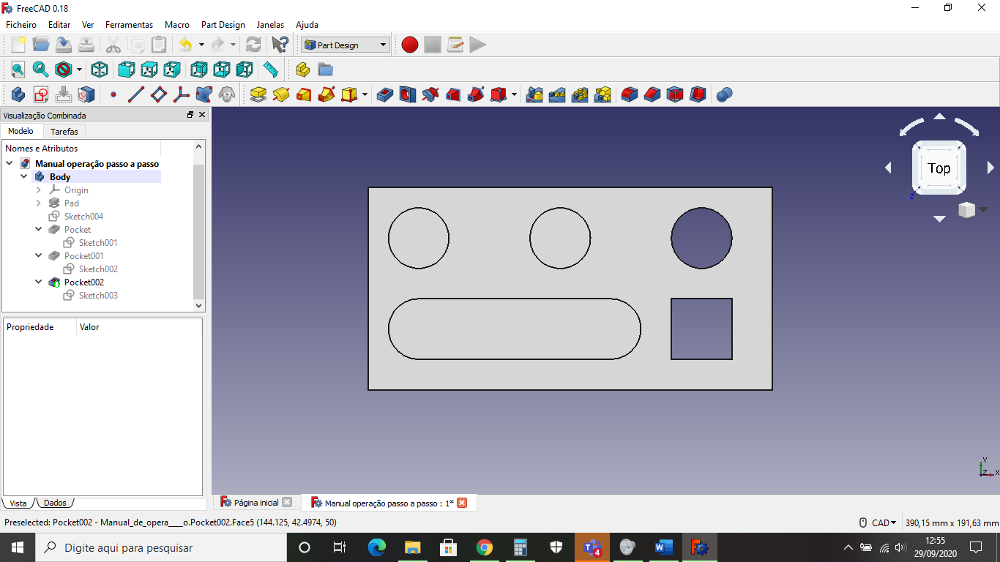 FreeCAD 0.18
Ficheiro Editar Ver Ferramentas Macro Part Design Janelas Ajuda
Part Design
Visualização Combinada
Modelo Tarefas
Nomes e Atributos
Manual operação passo a passo
Body
Origin
Pad
Sketch004
Pocket
Sketch001
Pocket001
Sketch002
Pocket002
Sketch003
Propriedade Valor
Top
Z
Y
Z X
Vista Dados
Página inicial
Manual operação passo a passo : 1*
Preselected: Pocket002 - Manual_de_opera____o.Pocket002.Face5 (144.125, 42.4974, 50)
CAD
390,15 mm x 191,63 mm
Digite aqui para pesquisar
4
12:55
29/09/2020